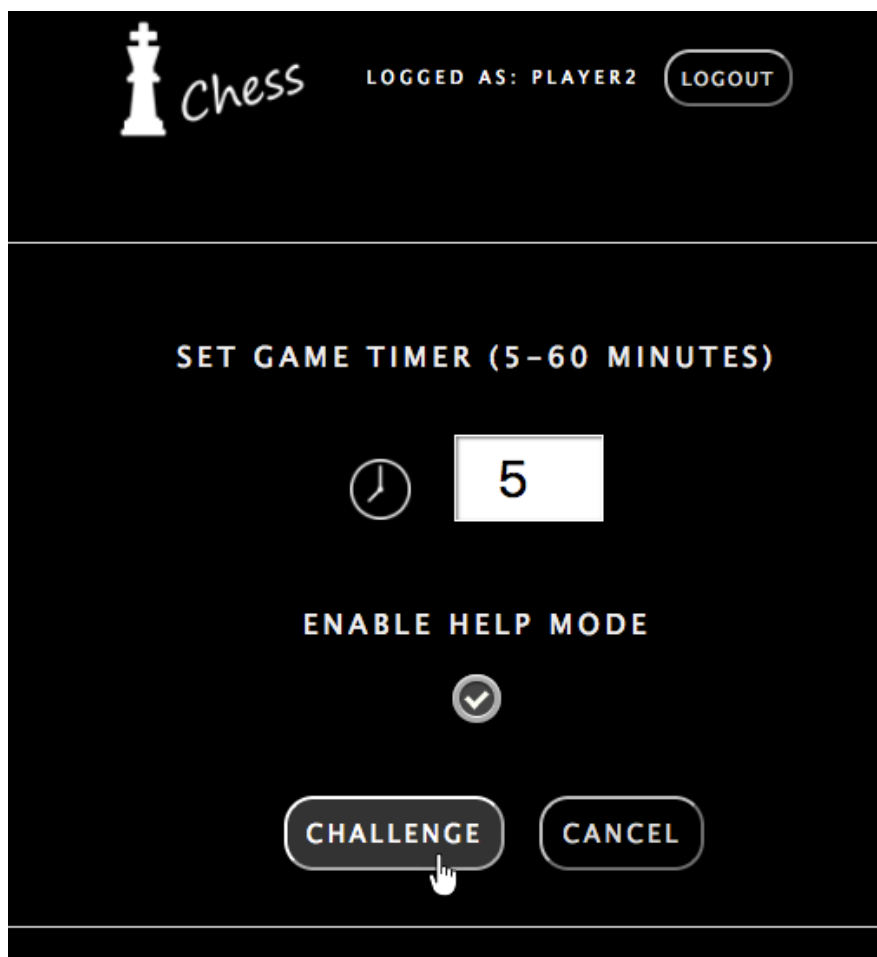 Chess LOGGED AS: PLAYER2 LOGOUT
SET GAME TIMER (5–60 MINUTES)
5
ENABLE HELP MODE
CHALLENGE CANCEL